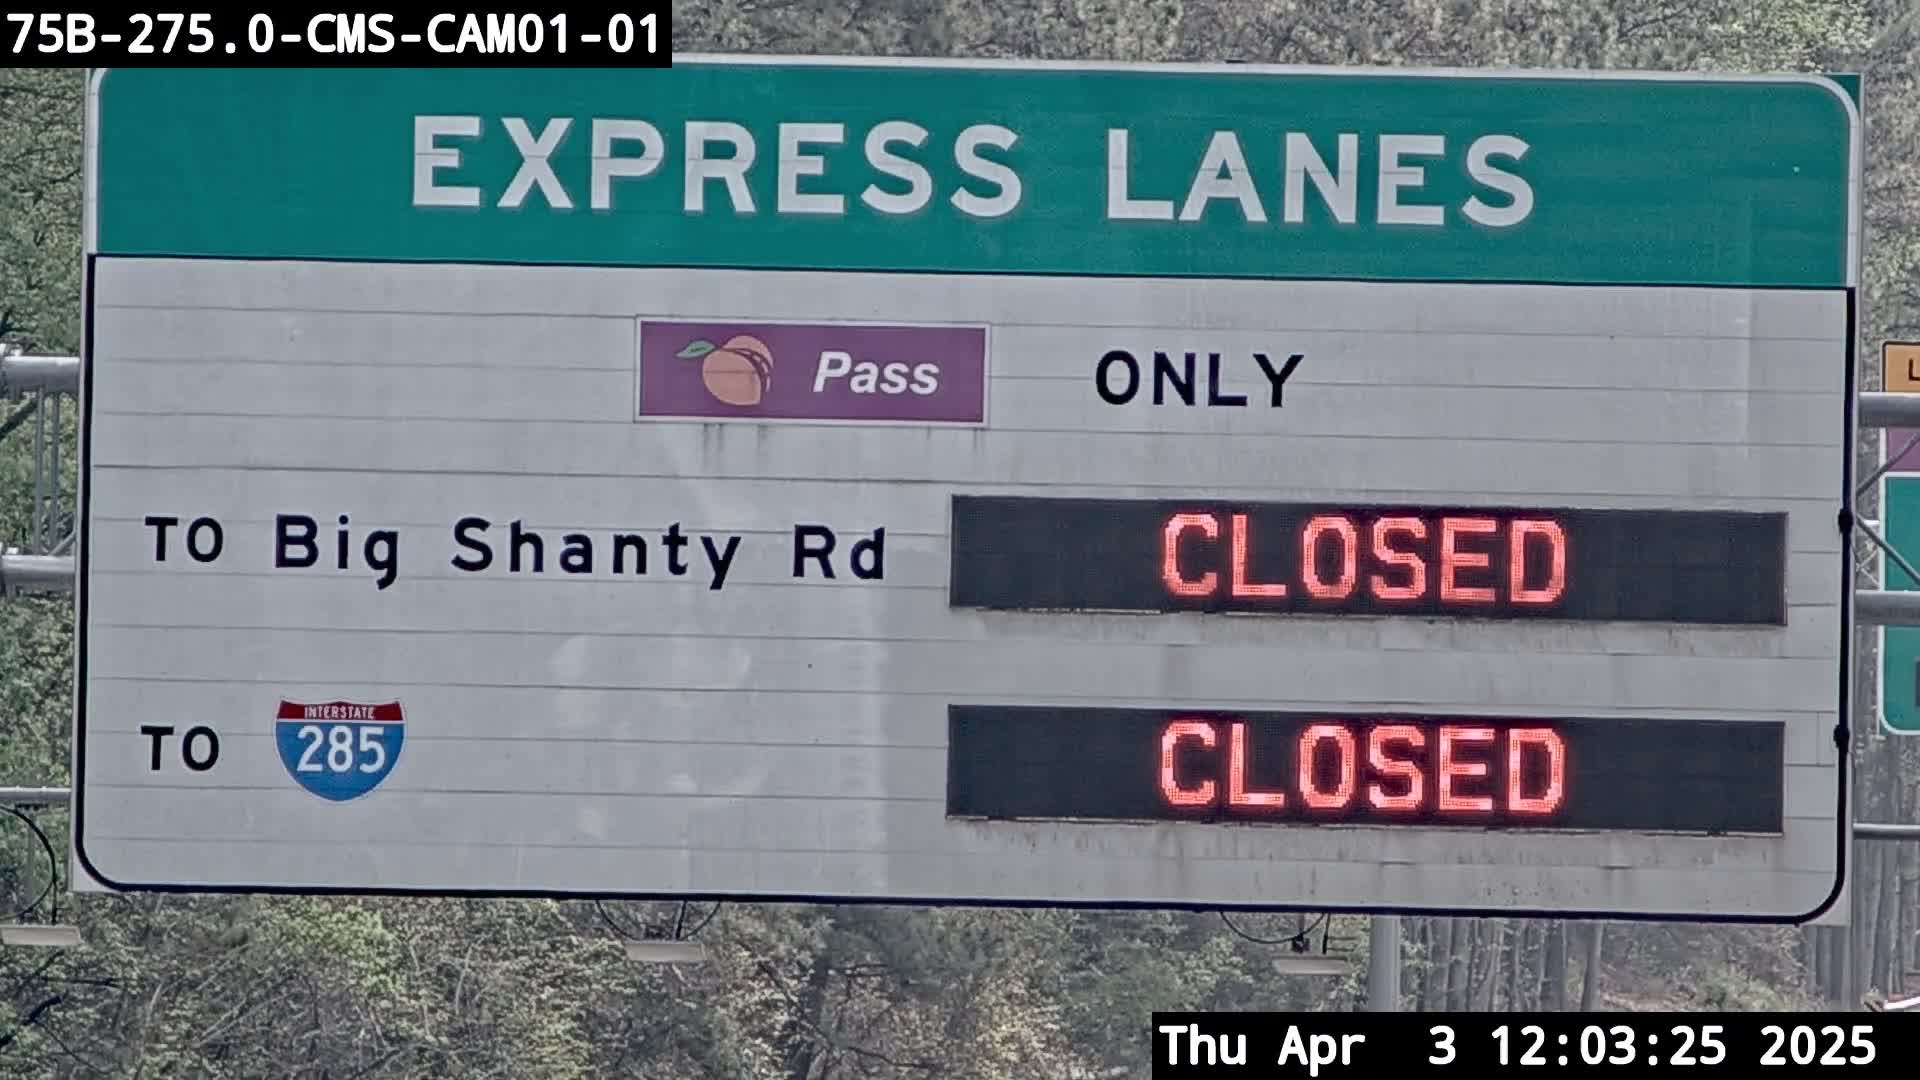 75B-275.0-CMS-CAM01-01
EXPRESS LANES
Pass ONLY
TO Big Shanty Rd CLOSED
TO INTERSTATE 285 CLOSED
Thu Apr 3 12:03:25 2025